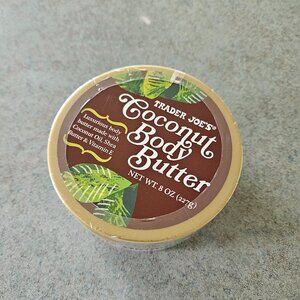 TRADER JOE'S®
Coconut
Body
Butter
NET WT. 8 OZ (227g)
Luxurious body
butter made with
Coconut Oil, Shea
Butter & Vitamin E